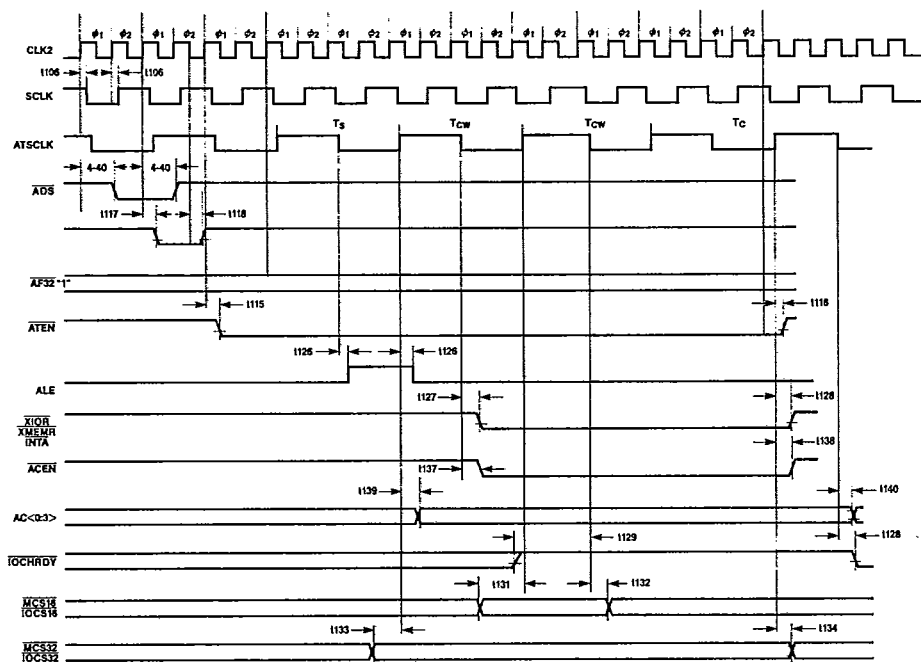 ϕ1 ϕ2 ϕ1 ϕ2 ϕ1 ϕ2 ϕ1 ϕ2 ϕ1 ϕ2 ϕ1 ϕ2 ϕ1 ϕ2 ϕ1 ϕ2 ϕ1 ϕ2 ϕ1 ϕ2 ϕ1 ϕ2
CLK2
t106 t106
SCLK
TS TCW TCW TC
ATSCLK
4-40 4-40
ADS
t117 t118
AF32 "1"
t115 t116
ATEN
t125 t126
ALE
t127 t128
XIOR
XMEMR
INTA
t138
ACEN
t137
t139 t140
AC<0:3>
t129 t128
IOCHRDY
t131 t132
MCS16
IOCS16
t133 t134
MCS32
IOCS32